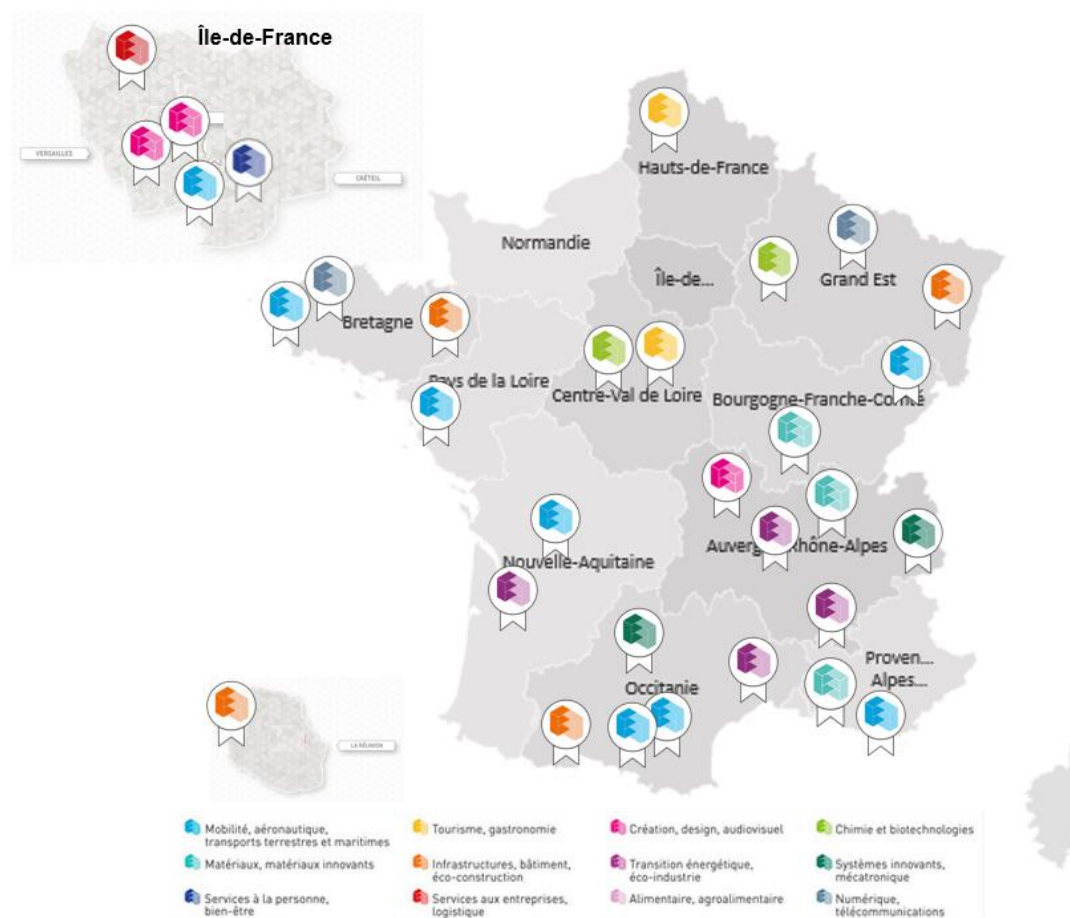 Île-de-France
VERSAILLES
CRÉTEIL
Hauts-de-France
Normandie
Île-de...
Grand Est
Bretagne
Pays de la Loire
Centre-Val de Loire
Bourgogne-Franche-Comté
Auvergne-Rhône-Alpes
Nouvelle-Aquitaine
Proven...
Alpes...
Occitanie
LA RÉUNION
Mobilité, aéronautique,
transports terrestres et maritimes
Tourisme, gastronomie
Création, design, audiovisuel
Chimie et biotechnologies
Matériaux, matériaux innovants
Infrastructures, bâtiment,
éco-construction
Transition énergétique,
éco-industrie
Systèmes innovants,
mécatronique
Services à la personne,
bien-être
Services aux entreprises,
logistique
Alimentaire, agroalimentaire
Numérique,
télécommunications